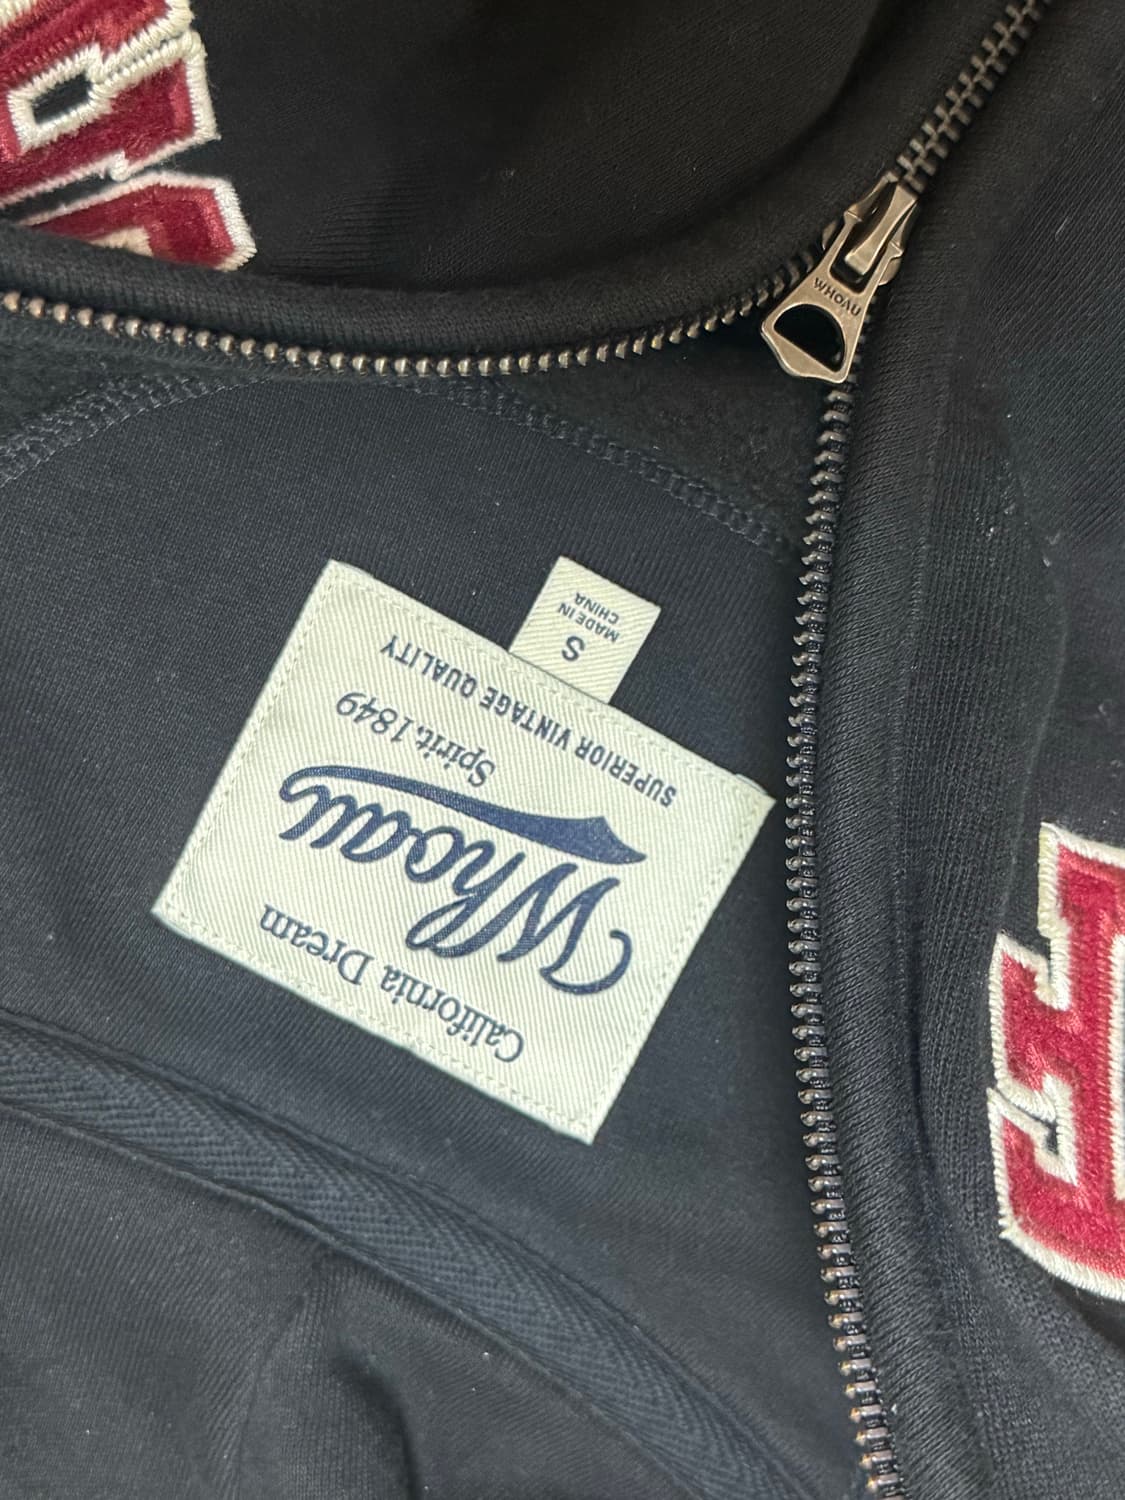 WHOAU
California Dream
Whoau
Spirit.1849
SUPERIOR VINTAGE QUALITY
S
MADE IN
CHINA